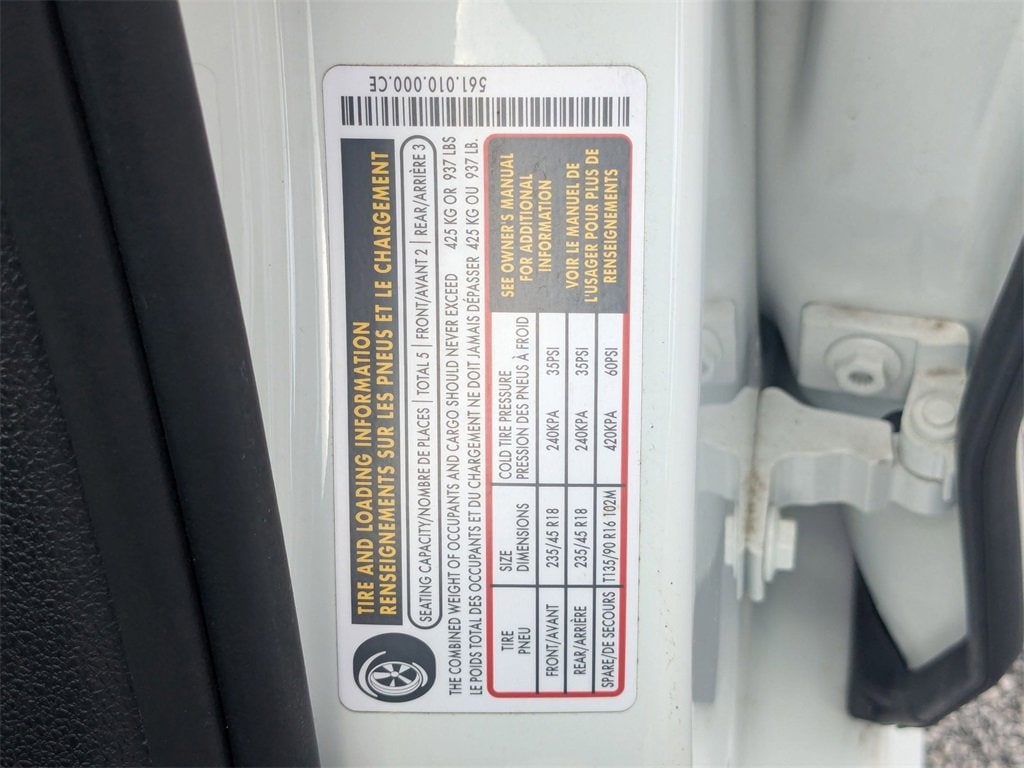 561.010.000.CE
TIRE AND LOADING INFORMATION
RENSEIGNEMENTS SUR LES PNEUS ET LE CHARGEMENT
SEATING CAPACITY/NOMBRE DE PLACES | TOTAL 5 | FRONT/AVANT 2 | REAR/ARRIÈRE 3
THE COMBINED WEIGHT OF OCCUPANTS AND CARGO SHOULD NEVER EXCEED 425 KG OR 937 LBS
LE POIDS TOTAL DES OCCUPANTS ET DU CHARGEMENT NE DOIT JAMAIS DÉPASSER 425 KG OU 937 LB.
TIRE SIZE COLD TIRE PRESSURE
PNEU DIMENSIONS PRESSION DES PNEUS À FROID
FRONT/AVANT 235/45 R18 240KPA 35PSI
REAR/ARRIÈRE 235/45 R18 240KPA 35PSI
SPARE/DE SECOURS T135/90 R16 102M 420KPA 60PSI
SEE OWNER'S MANUAL
FOR ADDITIONAL
INFORMATION
VOIR LE MANUEL DE
L'USAGER POUR PLUS DE
RENSEIGNEMENTS